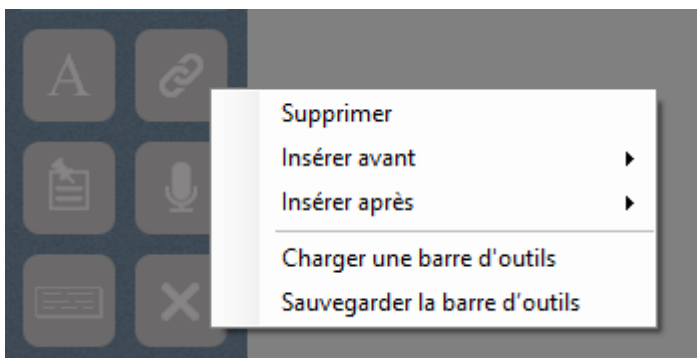 A
Supprimer
Insérer avant
Insérer après
Charger une barre d'outils
Sauvegarder la barre d'outils